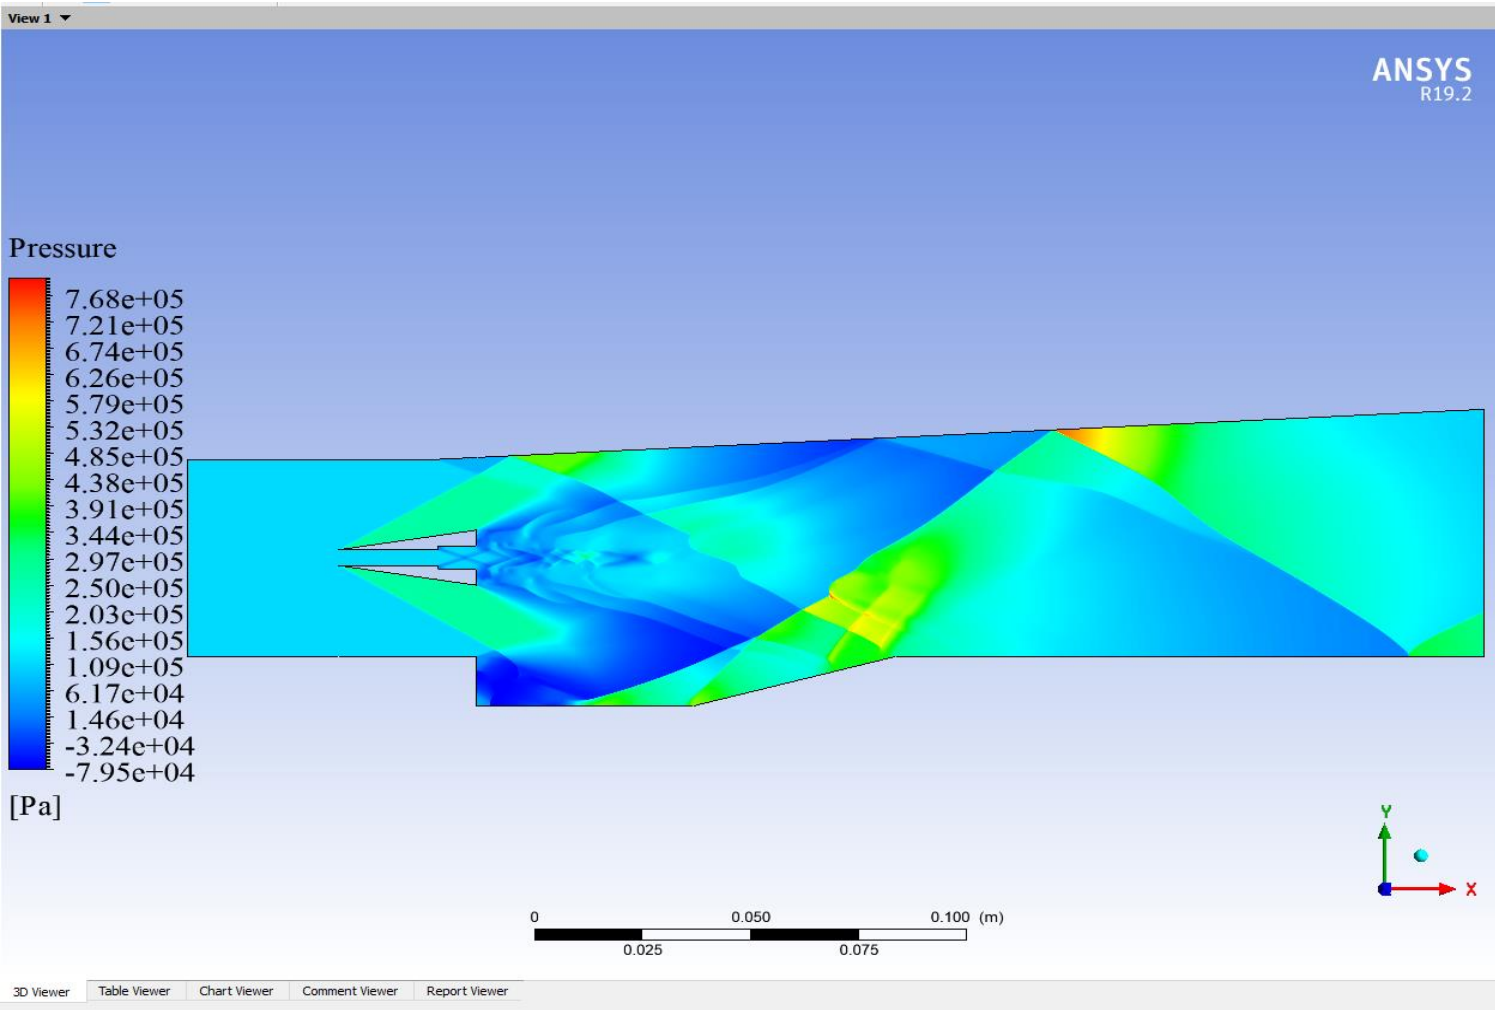 View 1
ANSYS
R19.2
Pressure
7.68e+05
7.21e+05
6.74e+05
6.26e+05
5.79e+05
5.32e+05
4.85e+05
4.38e+05
3.91e+05
3.44e+05
2.97e+05
2.50e+05
2.03e+05
1.56e+05
1.09e+05
6.17e+04
1.46e+04
-3.24e+04
-7.95e+04
[Pa]
Y
X
0 0.050 0.100 (m)
0.025 0.075
3D Viewer Table Viewer Chart Viewer Comment Viewer Report Viewer